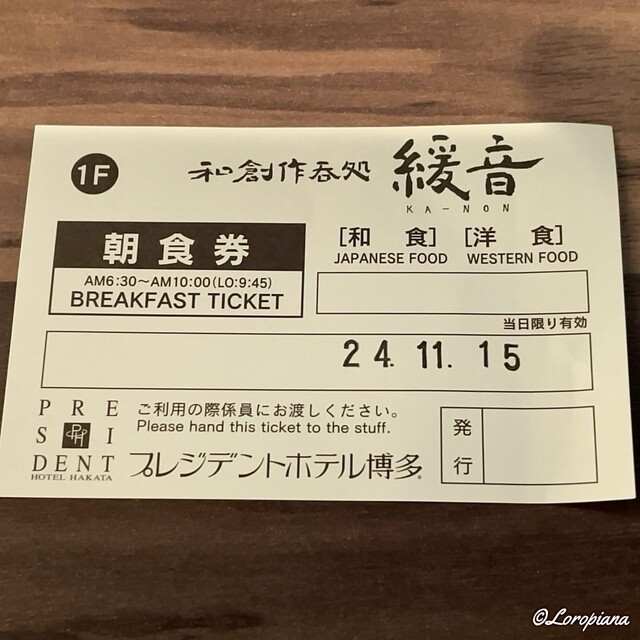 1F
和創作呑処 緩音
KA-NON
朝食券
AM6:30～AM10:00(LO:9:45)
BREAKFAST TICKET
[和 食] [洋 食]
JAPANESE FOOD WESTERN FOOD
当日限り有効
24. 11. 15
PRESIDENT
HOTEL HAKATA
PH
ご利用の際係員にお渡しください。
Please hand this ticket to the stuff.
プレジデントホテル博多
発行
©Loropiana